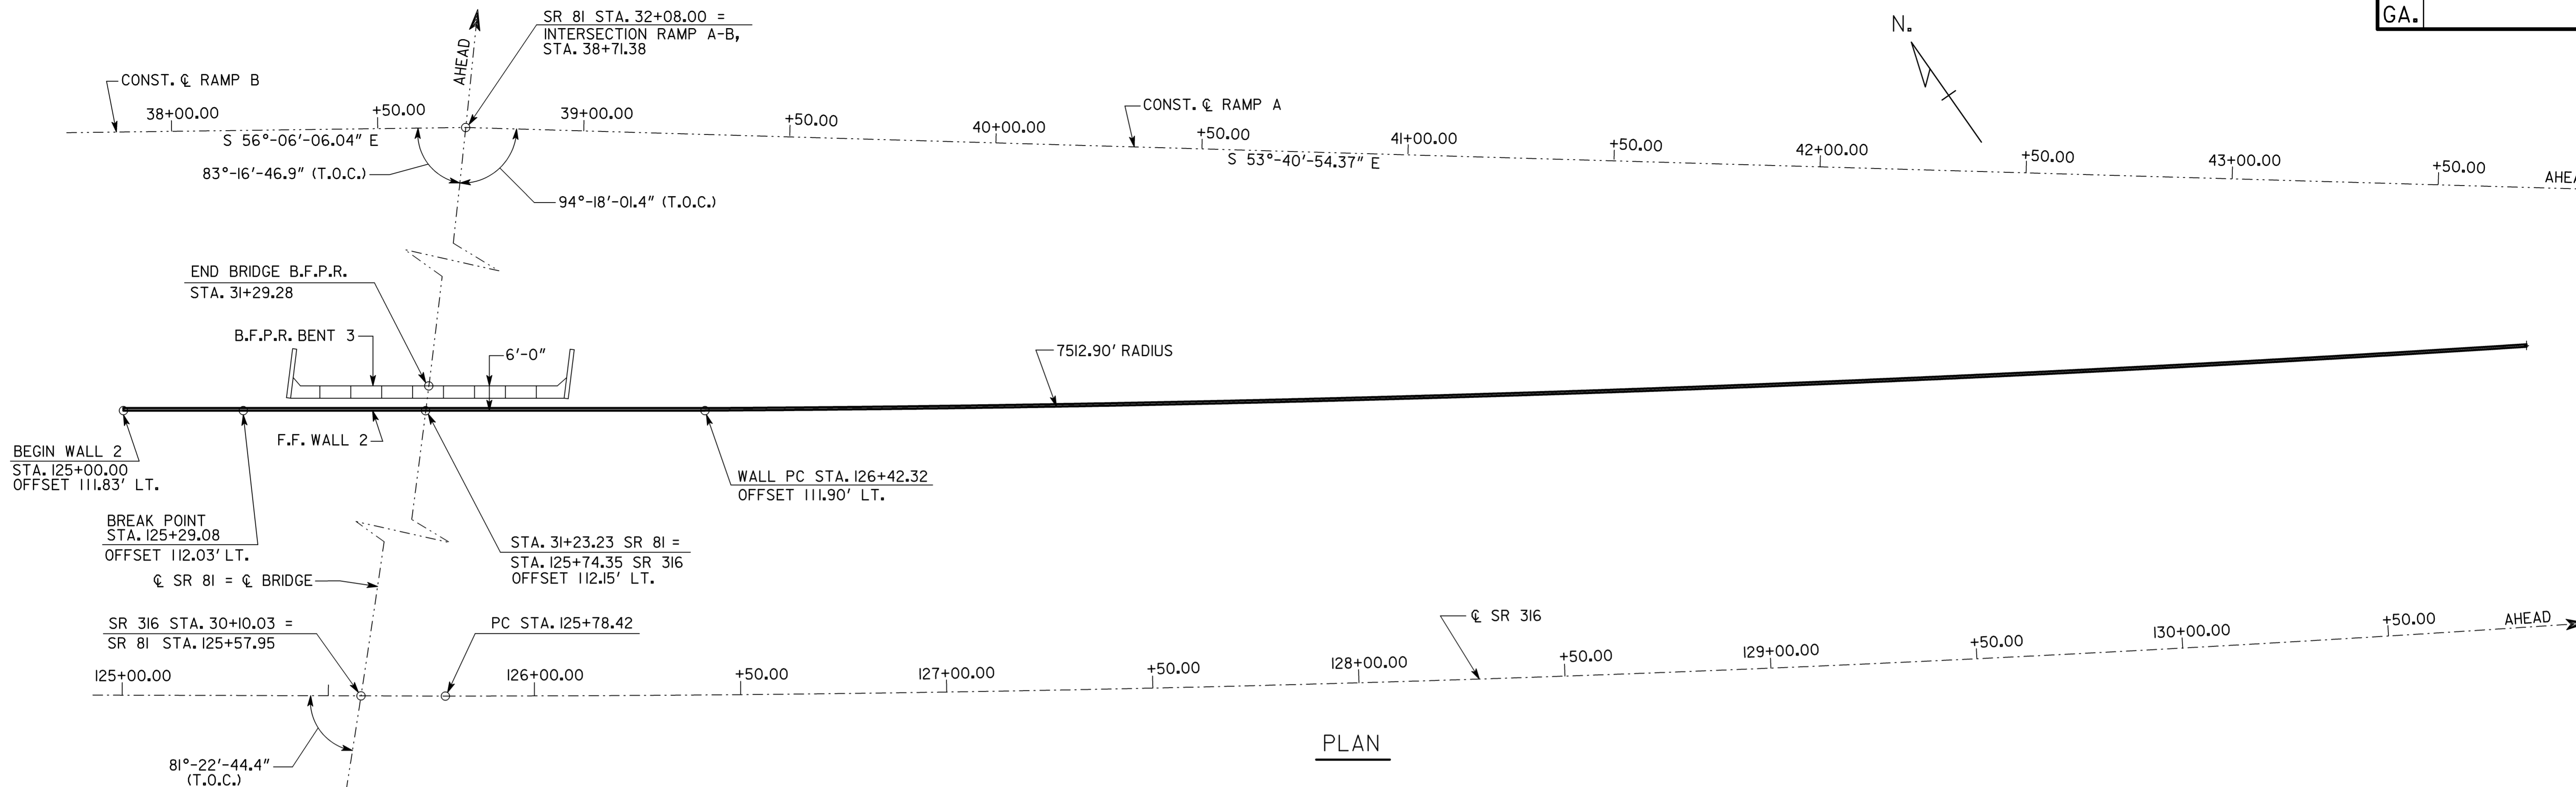 GA.
N.
SR 81 STA. 32+08.00 =
INTERSECTION RAMP A-B,
STA. 38+71.38
AHEAD
CONST. ℄ RAMP B
38+00.00
+50.00
39+00.00
+50.00
40+00.00
CONST. ℄ RAMP A
+50.00
41+00.00
+50.00
42+00.00
+50.00
43+00.00
+50.00
AHEA
S 56°-06'-06.04" E
S 53°-40'-54.37" E
83°-16'-46.9" (T.O.C.)
94°-18'-01.4" (T.O.C.)
END BRIDGE B.F.P.R.
STA. 31+29.28
B.F.P.R. BENT 3
6'-0"
7512.90' RADIUS
F.F. WALL 2
BEGIN WALL 2
STA. 125+00.00
OFFSET 111.83' LT.
WALL PC STA. 126+42.32
OFFSET 111.90' LT.
BREAK POINT
STA. 125+29.08
OFFSET 112.03' LT.
STA. 31+23.23 SR 81 =
STA. 125+74.35 SR 316
OFFSET 112.15' LT.
℄ SR 81 = ℄ BRIDGE
SR 316 STA. 30+10.03 =
SR 81 STA. 125+57.95
PC STA. 125+78.42
℄ SR 316
125+00.00
126+00.00
+50.00
127+00.00
+50.00
128+00.00
+50.00
129+00.00
+50.00
130+00.00
+50.00
AHEAD
81°-22'-44.4"
(T.O.C.)
PLAN